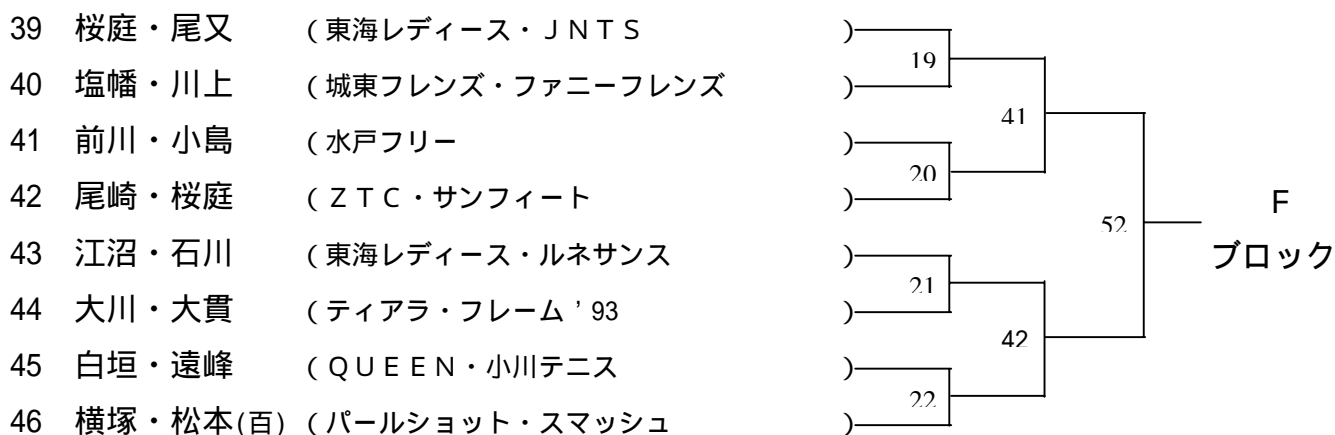 39 桜庭・尾又 (東海レディース・ＪＮＴＳ )
19
40 塩幡・川上 (城東フレンズ・ファニーフレンズ )
41
41 前川・小島 (水戸フリー )
20
42 尾崎・桜庭 (ＺＴＣ・サンフィート )
F
52
43 江沼・石川 (東海レディース・ルネサンス )
ブロック
21
44 大川・大貫 (ティアラ・フレーム’93 )
42
45 白垣・遠峰 (ＱＵＥＥＮ・小川テニス )
22
46 横塚・松本(百) (パールショット・スマッシュ )